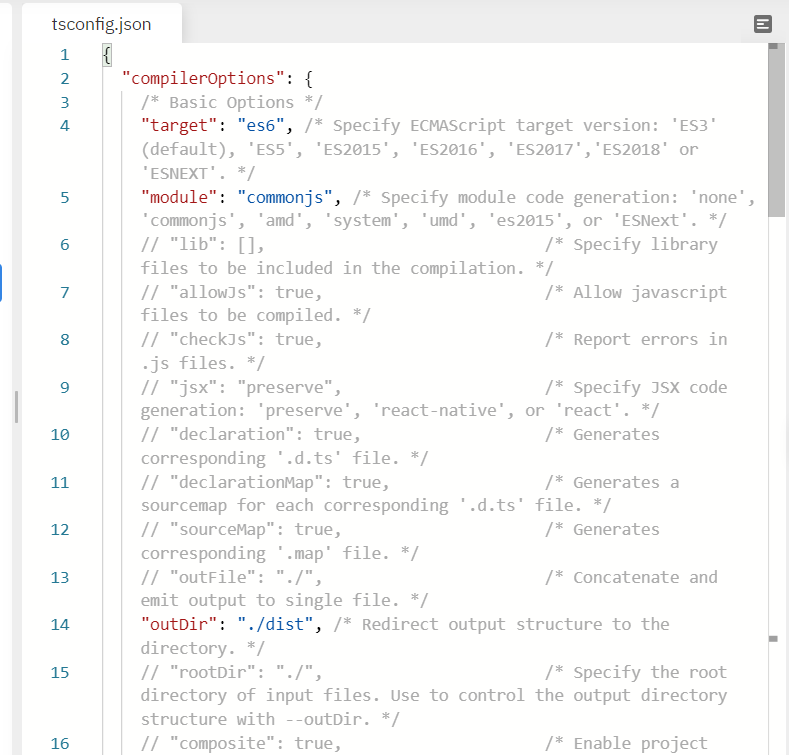 tsconfig.json
1 {
2 "compilerOptions": {
3 /* Basic Options */
4 "target": "es6", /* Specify ECMAScript target version: 'ES3'
(default), 'ES5', 'ES2015', 'ES2016', 'ES2017','ES2018' or
'ESNEXT'. */
5 "module": "commonjs", /* Specify module code generation: 'none',
'commonjs', 'amd', 'system', 'umd', 'es2015', or 'ESNext'. */
6 // "lib": [], /* Specify library
files to be included in the compilation. */
7 // "allowJs": true, /* Allow javascript
files to be compiled. */
8 // "checkJs": true, /* Report errors in
.js files. */
9 // "jsx": "preserve", /* Specify JSX code
generation: 'preserve', 'react-native', or 'react'. */
10 // "declaration": true, /* Generates
corresponding '.d.ts' file. */
11 // "declarationMap": true, /* Generates a
sourcemap for each corresponding '.d.ts' file. */
12 // "sourceMap": true, /* Generates
corresponding '.map' file. */
13 // "outFile": "./", /* Concatenate and
emit output to single file. */
14 "outDir": "./dist", /* Redirect output structure to the
directory. */
15 // "rootDir": "./", /* Specify the root
directory of input files. Use to control the output directory
structure with --outDir. */
16 // "composite": true, /* Enable project